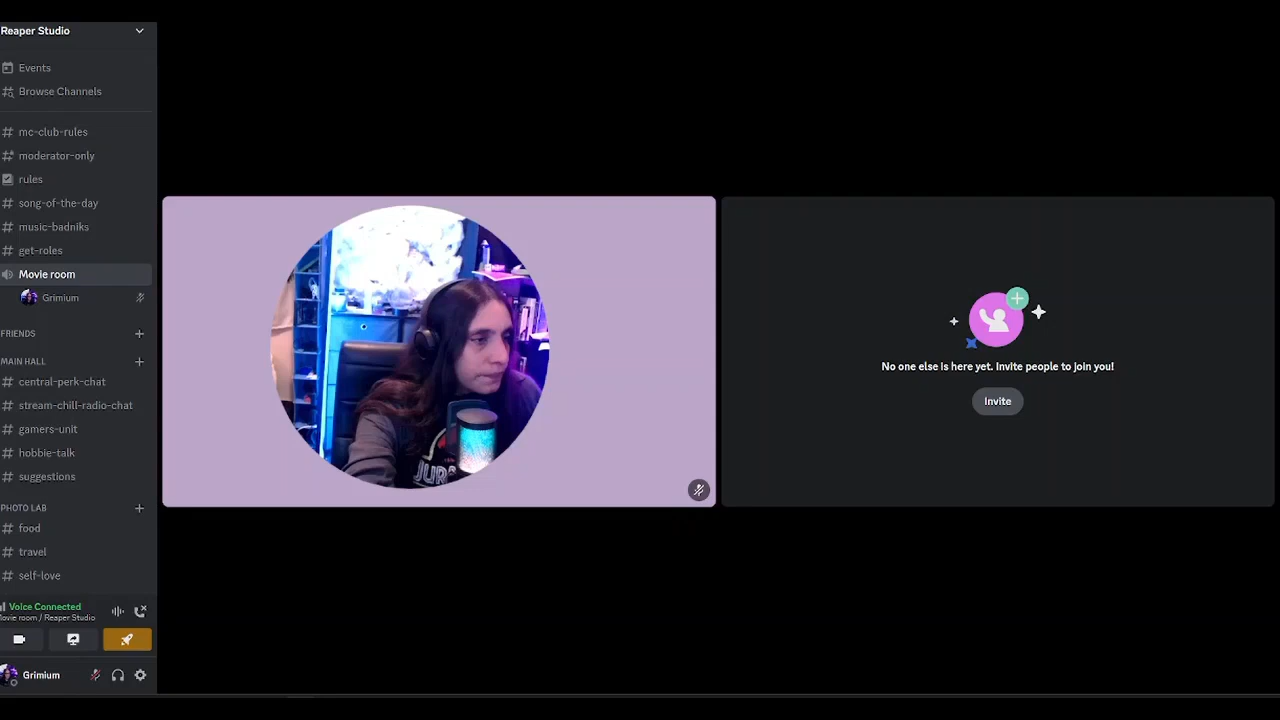 Reaper Studio
Events
Browse Channels
mc-club-rules
moderator-only
rules
song-of-the-day
music-badniks
get-roles
Movie room
Grimium
FRIENDS
MAIN HALL
central-perk-chat
stream-chill-radio-chat
gamers-unit
hobbie-talk
suggestions
PHOTO LAB
food
travel
self-love
Voice Connected
ovie room / Reaper Studio
Grimium
JUR
No one else is here yet. Invite people to join you!
Invite